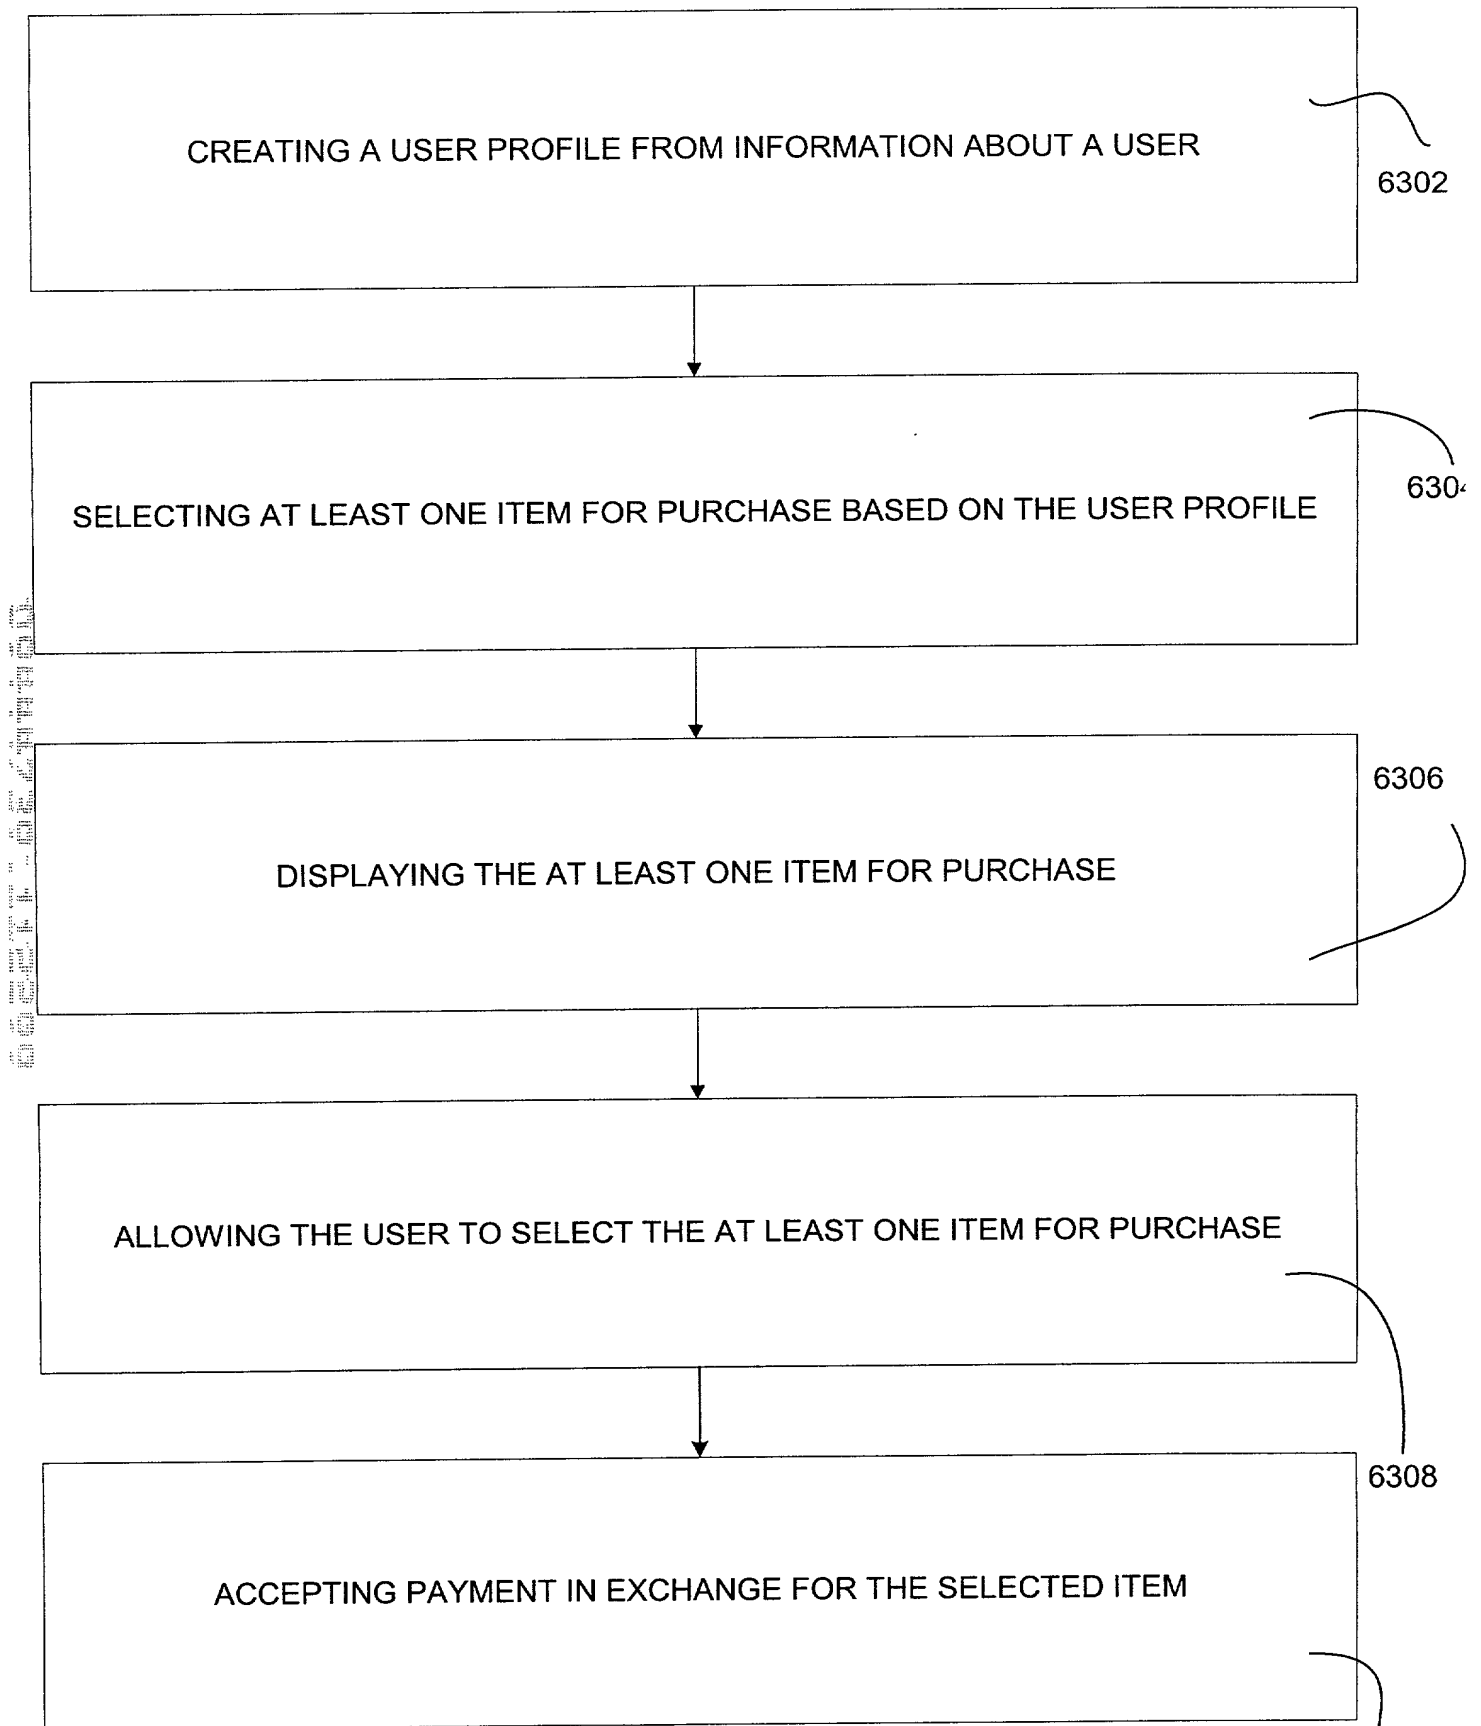 CREATING A USER PROFILE FROM INFORMATION ABOUT A USER
6302
SELECTING AT LEAST ONE ITEM FOR PURCHASE BASED ON THE USER PROFILE
6304
6306
DISPLAYING THE AT LEAST ONE ITEM FOR PURCHASE
ALLOWING THE USER TO SELECT THE AT LEAST ONE ITEM FOR PURCHASE
6308
ACCEPTING PAYMENT IN EXCHANGE FOR THE SELECTED ITEM